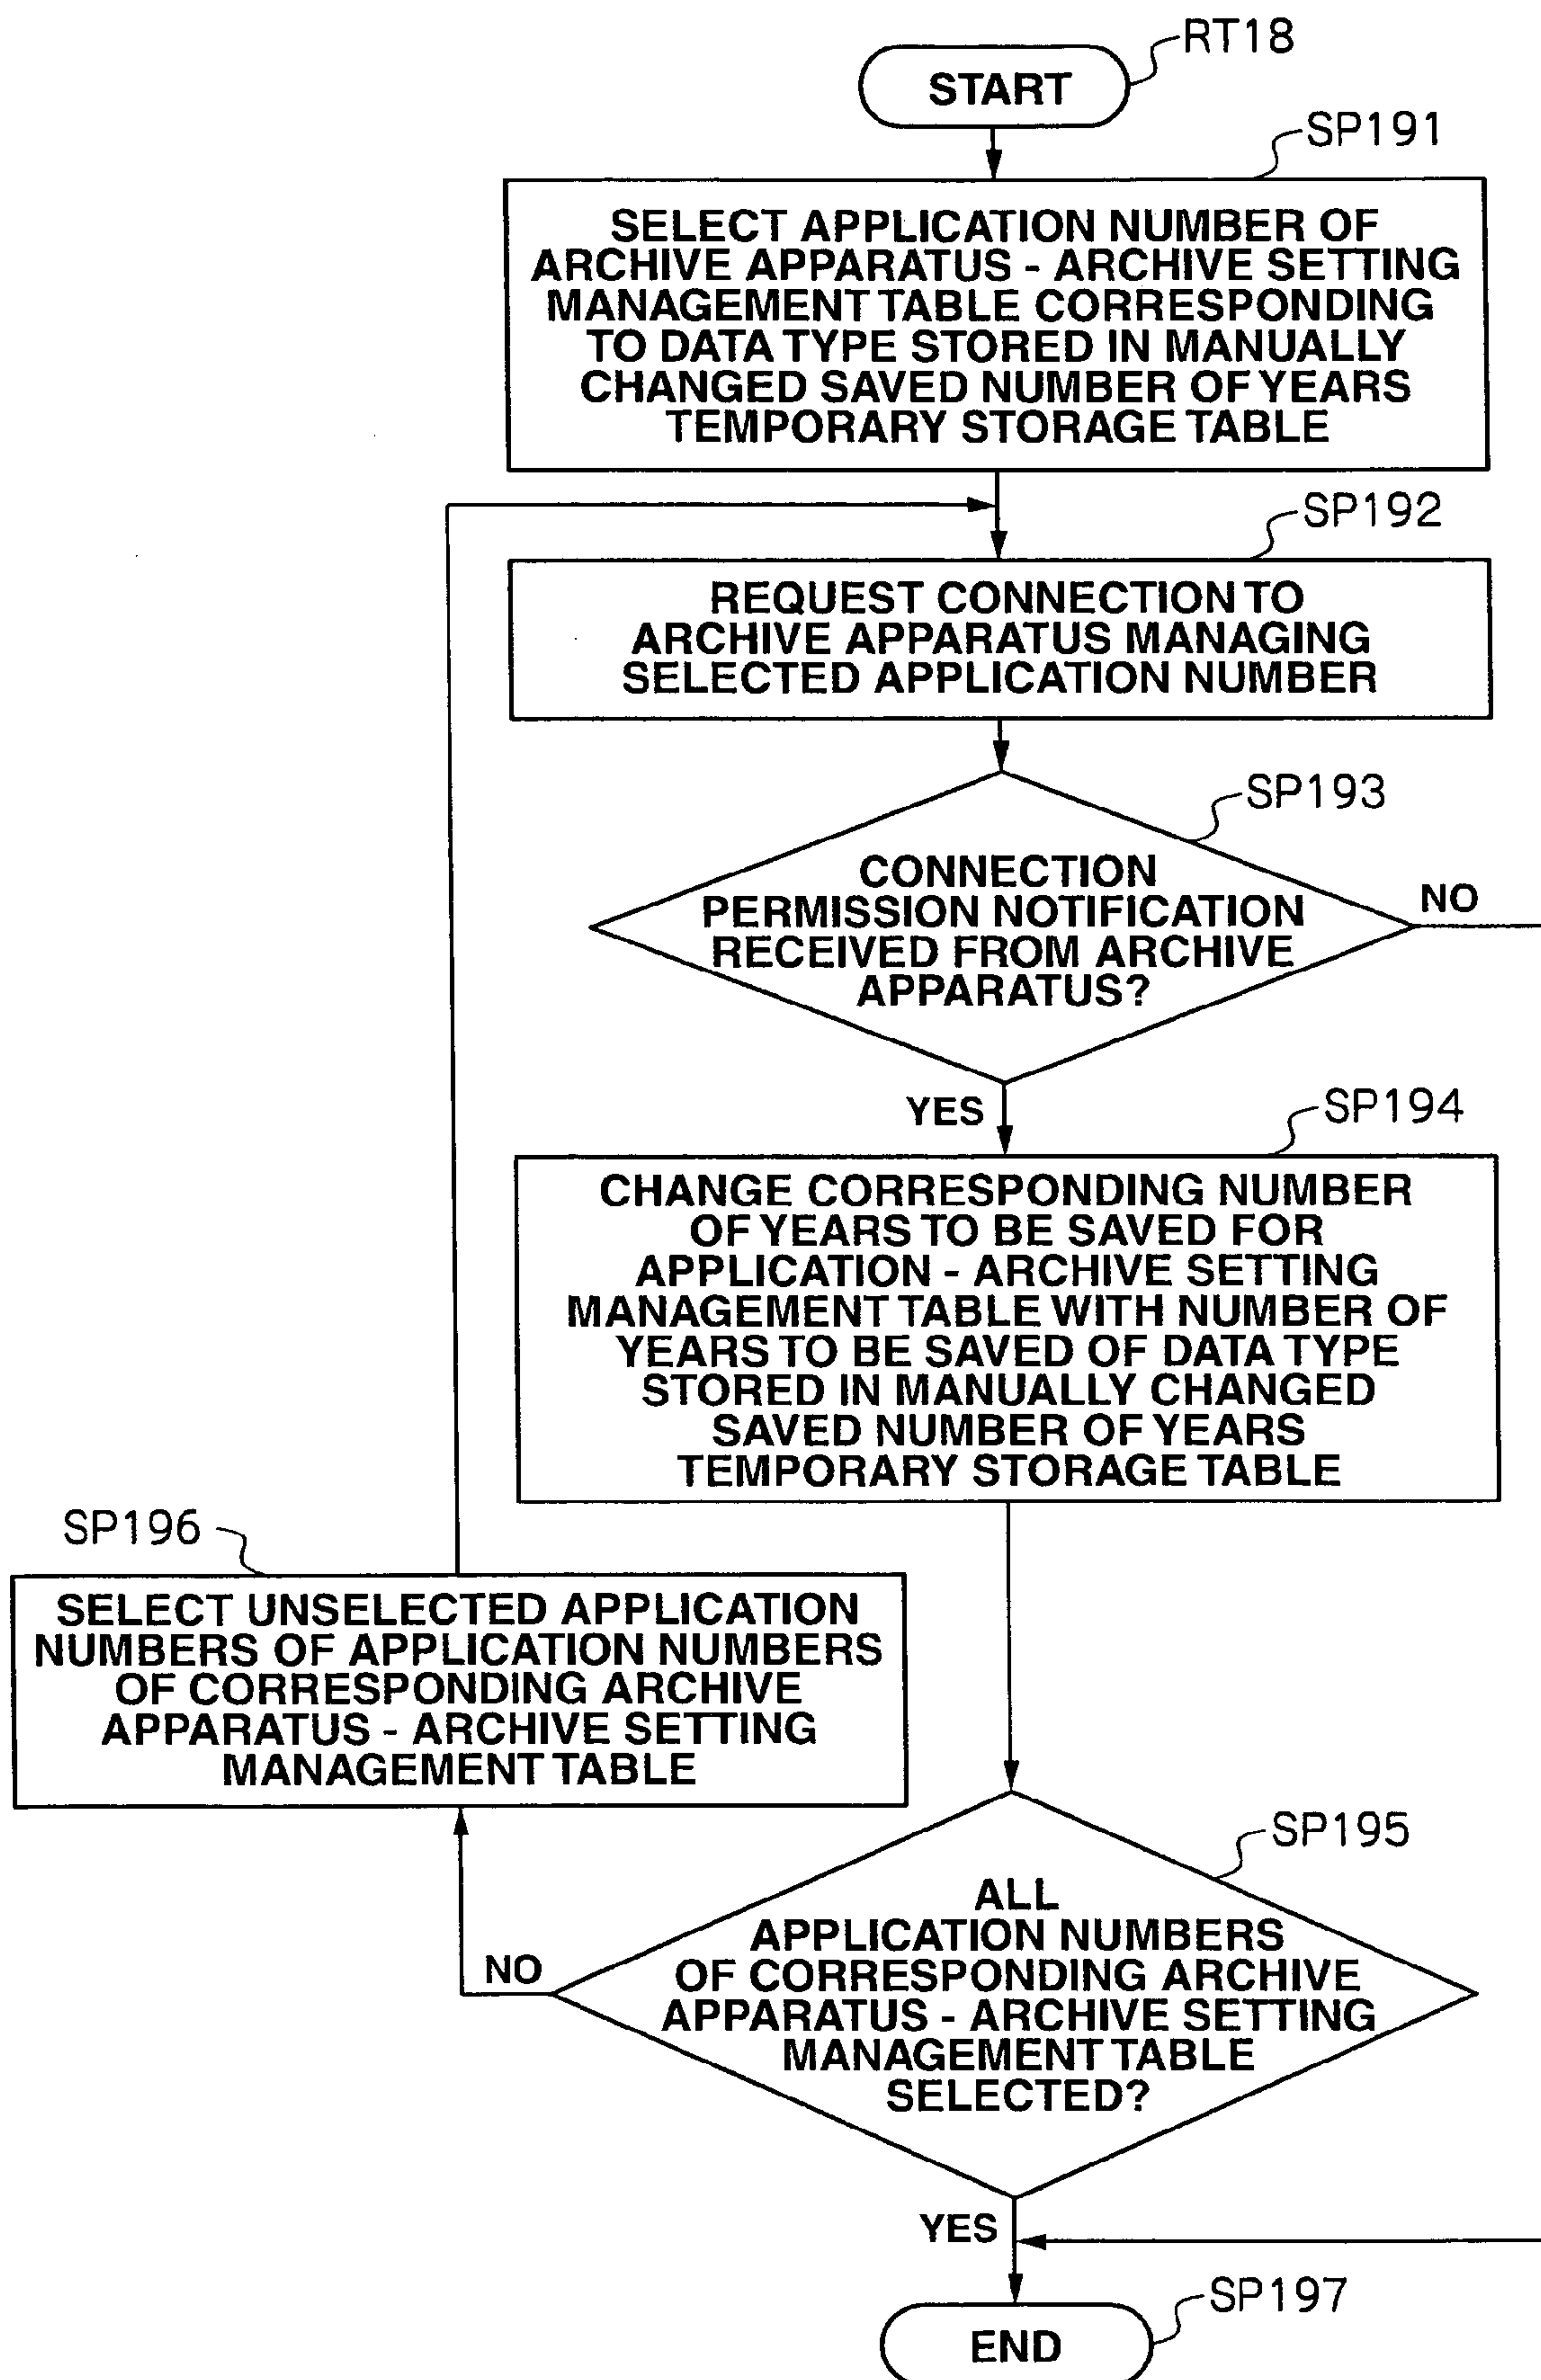 RT18
START
SP191
SELECT APPLICATION NUMBER OF
ARCHIVE APPARATUS - ARCHIVE SETTING
MANAGEMENT TABLE CORRESPONDING
TO DATA TYPE STORED IN MANUALLY
CHANGED SAVED NUMBER OF YEARS
TEMPORARY STORAGE TABLE
SP192
REQUEST CONNECTION TO
ARCHIVE APPARATUS MANAGING
SELECTED APPLICATION NUMBER
SP193
CONNECTION
PERMISSION NOTIFICATION
RECEIVED FROM ARCHIVE
APPARATUS?
NO
YES
SP194
CHANGE CORRESPONDING NUMBER
OF YEARS TO BE SAVED FOR
APPLICATION - ARCHIVE SETTING
MANAGEMENT TABLE WITH NUMBER OF
YEARS TO BE SAVED OF DATA TYPE
STORED IN MANUALLY CHANGED
SAVED NUMBER OF YEARS
TEMPORARY STORAGE TABLE
SP196
SELECT UNSELECTED APPLICATION
NUMBERS OF APPLICATION NUMBERS
OF CORRESPONDING ARCHIVE
APPARATUS - ARCHIVE SETTING
MANAGEMENT TABLE
SP195
ALL
APPLICATION NUMBERS
OF CORRESPONDING ARCHIVE
APPARATUS - ARCHIVE SETTING
MANAGEMENT TABLE
SELECTED?
NO
YES
SP197
END